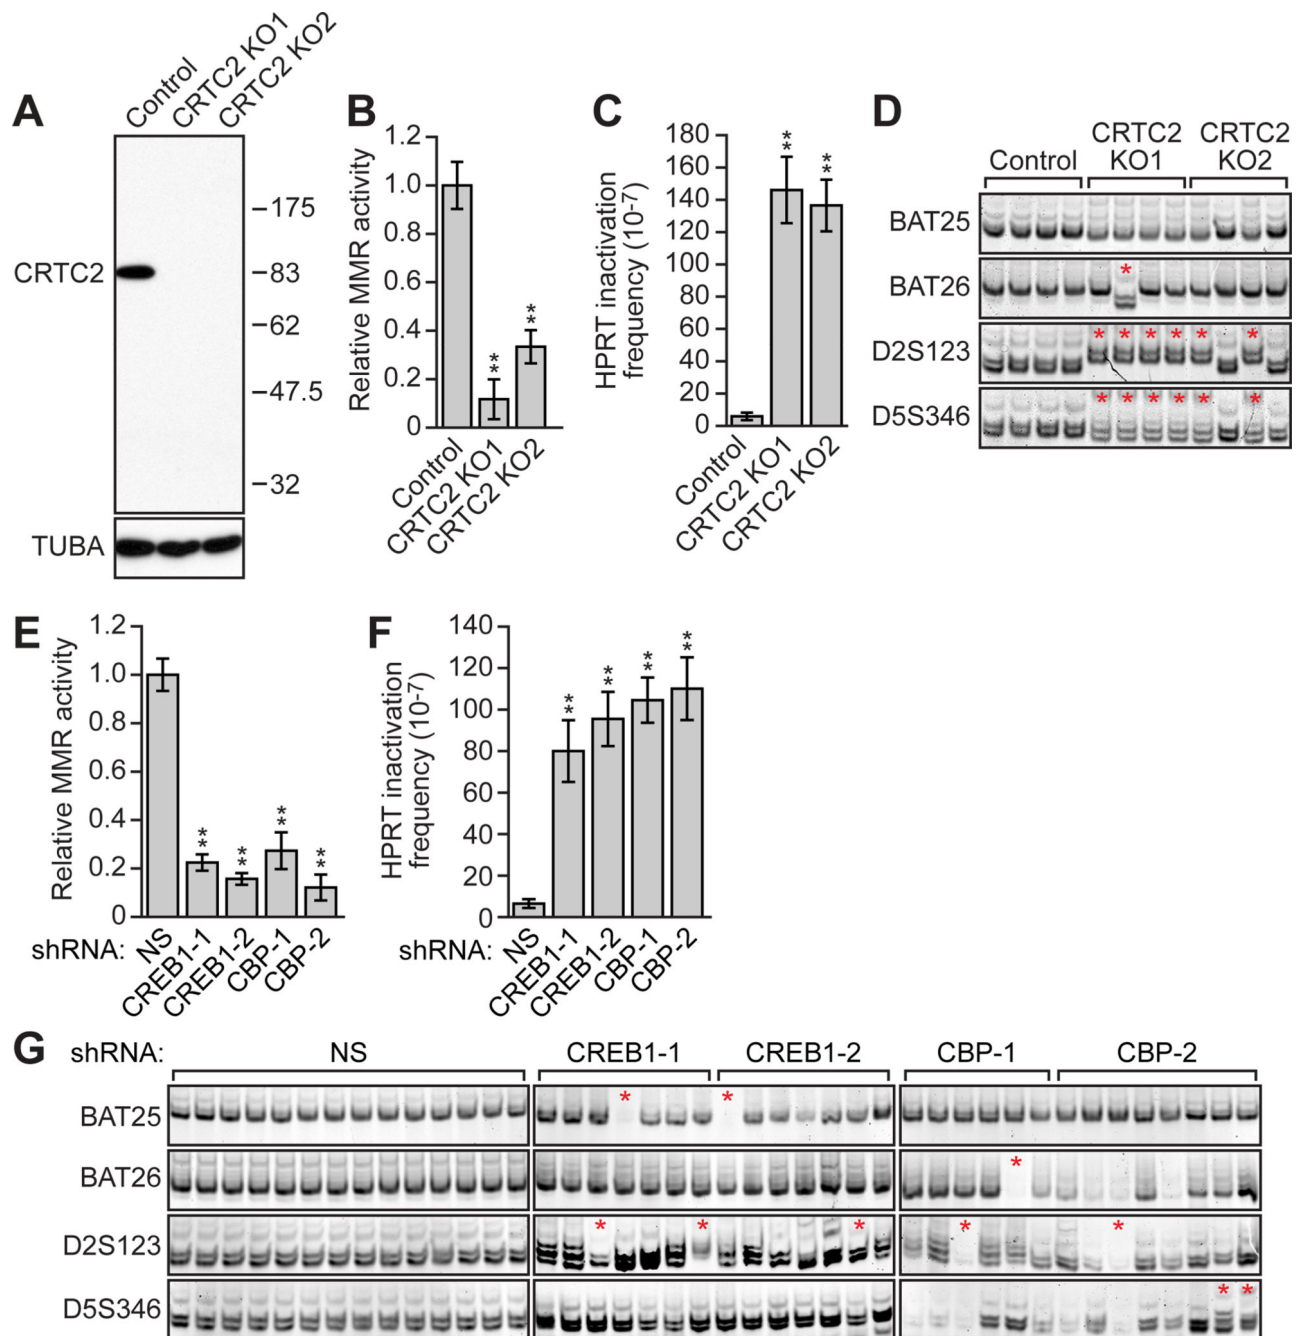 A
Control
CRTC2 KO1
CRTC2 KO2
CRTC2
−175
−83
−62
−47.5
−32
TUBA
B
Relative MMR activity
1.2
1.0
0.8
0.6
0.4
0.2
0
**
**
Control
CRTC2 KO1
CRTC2 KO2
C
HPRT inactivation
frequency (10-7)
180
160
140
120
100
80
60
40
20
0
**
**
Control
CRTC2 KO1
CRTC2 KO2
D
Control
CRTC2
KO1
CRTC2
KO2
BAT25
BAT26
*
D2S123
* * * * * *
D5S346
* * * * * *
E
Relative MMR activity
1.2
1.0
0.8
0.6
0.4
0.2
0
**
**
**
**
shRNA:
NS
CREB1-1
CREB1-2
CBP-1
CBP-2
F
HPRT inactivation
frequency (10-7)
140
120
100
80
60
40
20
0
**
**
**
**
shRNA:
NS
CREB1-1
CREB1-2
CBP-1
CBP-2
G
shRNA: NS CREB1-1 CREB1-2 CBP-1 CBP-2
BAT25
* *
BAT26
*
D2S123
* * * * *
D5S346
* *